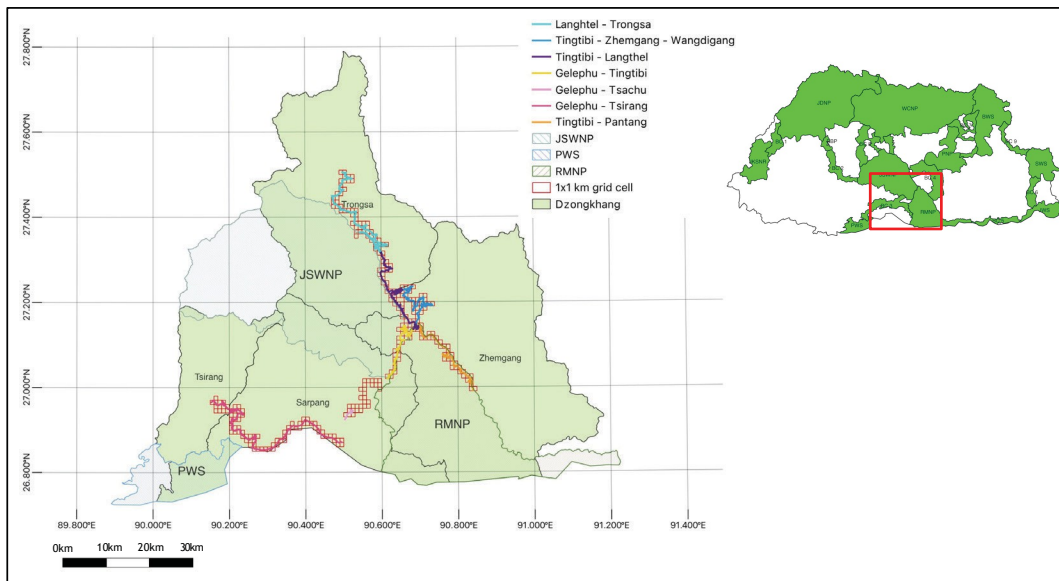 27.800°N
27.600°N
27.400°N
27.200°N
27.000°N
26.800°N
89.800°E
90.000°E
90.200°E
90.400°E
90.600°E
90.800°E
91.000°E
91.200°E
91.400°E
0km
10km
20km
30km
Trongsa
JSWNP
Zhemgang
Tsirang
Sarpang
RMNP
PWS
Langhtel - Trongsa
Tingtibi - Zhemgang - Wangdigang
Tingtibi - Langthel
Gelephu - Tingtibi
Gelephu - Tsachu
Gelephu - Tsirang
Tingtibi - Pantang
JSWNP
PWS
RMNP
1x1 km grid cell
Dzongkhang
JDNP
WCNP
BWS
SWS
RMNP
PWS